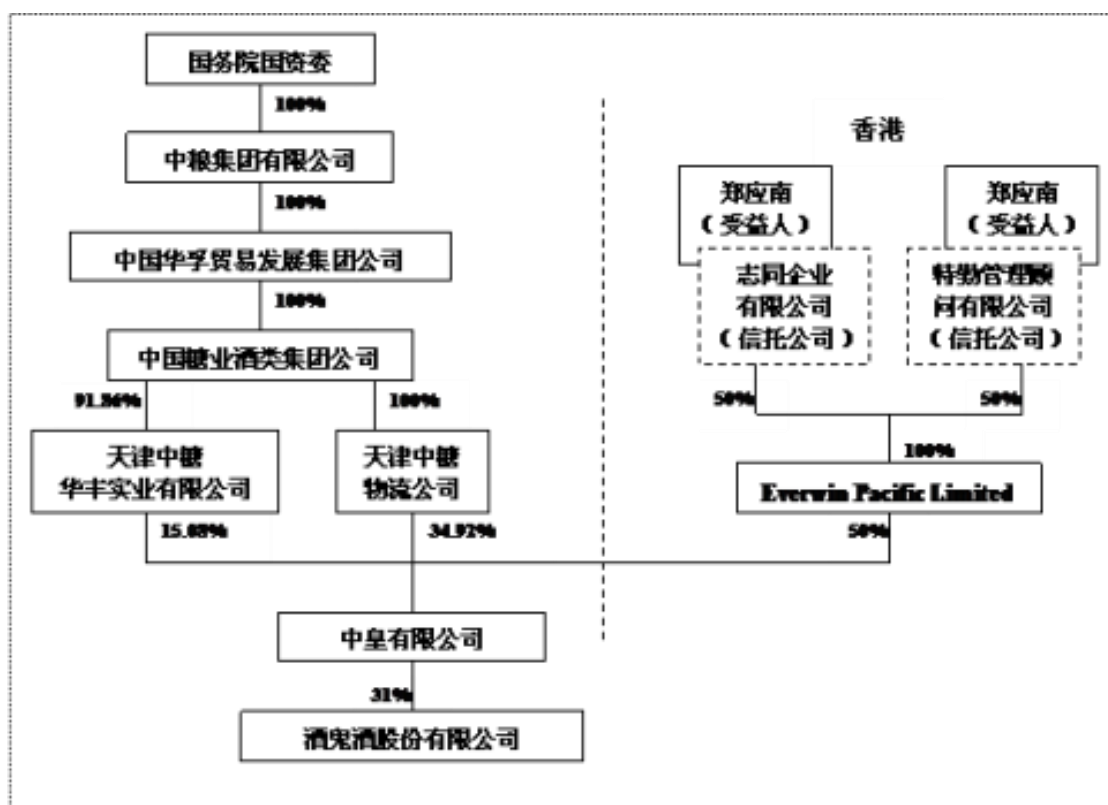 国务院国资委
100%
中粮集团有限公司
100%
中国华孚贸易发展集团公司
100%
中国糖业酒类集团公司
91.86%
100%
天津中糖
华丰实业有限公司
天津中糖
物流公司
15.08%
34.92%
香港
郑应南
（受益人）
郑应南
（受益人）
志同企业
有限公司
（信托公司）
特勤管理顾
问有限公司
（信托公司）
50%
50%
100%
Everwin Pacific Limited
50%
中皇有限公司
31%
酒鬼酒股份有限公司